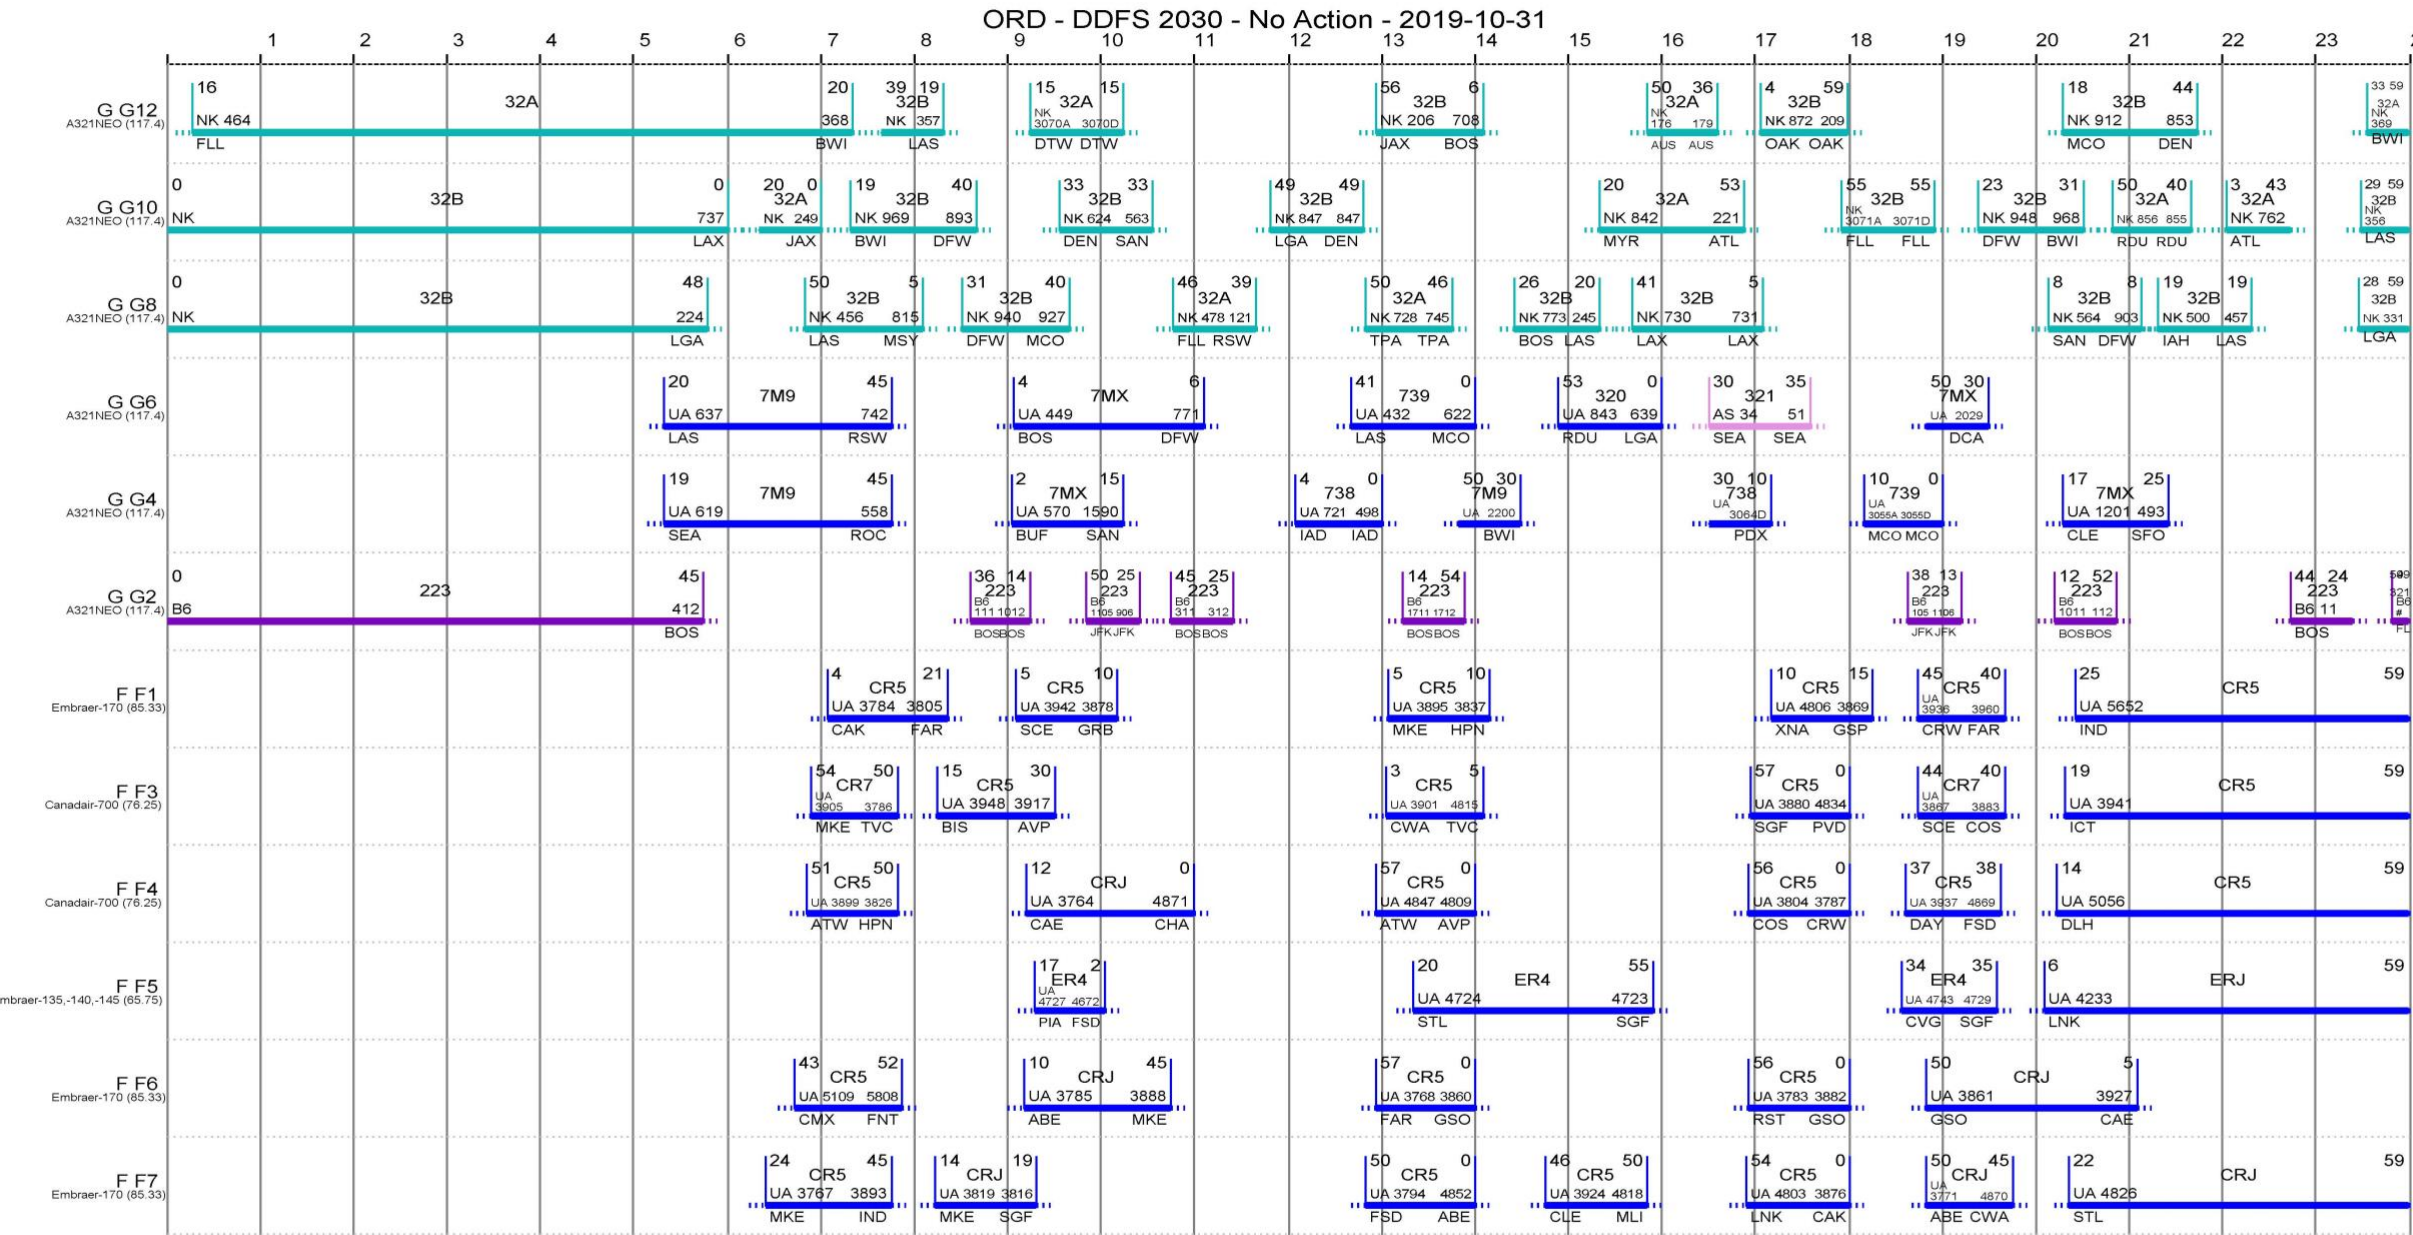 ORD - DDFS 2030 - No Action - 2019-10-31
1 2 3 4 5 6 7 8 9 10 11 12 13 14 15 16 17 18 19 20 21 22 23
16 20 39 19 15 15 56 6 50 36 4 59 18 44 33 59
G G12 32A 32B 32A 32B 32A 32B 32B 32A
A321NEO (117.4) NK 464 368 NK 357 NK 3070A 3070D NK 206 708 NK 176 179 NK 872 209 NK 912 853 NK 369
FLL BWI LAS DTW DTW JAX BOS AUS AUS OAK OAK MCO DEN BWI
0 0 20 0 19 40 33 33 49 49 20 53 55 55 23 31 50 40 3 43 29 59
G G10 32B 32A 32B 32B 32B 32A 32B 32B 32A 32A 32B
A321NEO (117.4) NK 737 NK 249 NK 969 893 NK 624 563 NK 847 847 NK 842 221 NK 3071A 3071D NK 948 968 NK 856 855 NK 762 NK 356
LAX JAX BWI DFW DEN SAN LGA DEN MYR ATL FLL FLL DFW BWI RDU RDU ATL LAS
0 48 50 5 31 40 46 39 50 46 26 20 41 5 8 8 19 19 28 59
G G8 32B 32B 32B 32A 32A 32B 32B 32B 32B 32B
A321NEO (117.4) NK 224 NK 456 815 NK 940 927 NK 478 121 NK 728 745 NK 773 245 NK 730 731 NK 564 903 NK 500 457 NK 331
LGA LAS MSY DFW MCO FLL RSW TPA TPA BOS LAS LAX LAX SAN DFW IAH LAS LGA
20 45 4 6 41 0 53 0 30 35 50 30
G G6 7M9 7MX 739 320 321 7MX
A321NEO (117.4) UA 637 742 UA 449 771 UA 432 622 UA 843 639 AS 34 51 UA 2029
LAS RSW BOS DFW LAS MCO RDU LGA SEA SEA DCA
19 45 2 15 4 0 50 30 30 10 10 0 17 25
G G4 7M9 7MX 738 7M9 738 739 7MX
A321NEO (117.4) UA 619 558 UA 570 1590 UA 721 498 UA 2200 UA 3064D UA 3055A 3055D UA 1201 493
SEA ROC BUF SAN IAD IAD BWI PDX MCO MCO CLE SFO
0 45 36 14 50 25 45 25 14 54 38 13 12 52 44 24
G G2 223 223 223 223 223 223 223 223 321
A321NEO (117.4) B6 412 B6 111 1012 B6 1105 906 B6 311 312 B6 1711 1712 B6 105 1106 B6 1011 112 B6 11 B6 #
BOS BOS BOS JFK JFK BOS BOS BOS BOS JFK JFK BOS BOS BOS FL
4 21 5 10 5 10 10 15 45 40 25 59
F F1 CR5 CR5 CR5 CR5 CR5 CR5
Embraer-170 (85.33) UA 3784 3805 UA 3942 3878 UA 3895 3837 UA 4806 3869 UA 3936 3960 UA 5652
CAK FAR SCE GRB MKE HPN XNA GSP CRW FAR IND
54 50 15 30 3 5 57 0 44 40 19 59
F F3 CR7 CR5 CR5 CR5 CR7 CR5
Canadair-700 (76.25) UA 3905 3786 UA 3948 3917 UA 3901 4815 UA 3880 4834 UA 3867 3883 UA 3941
MKE TVC BIS AVP CWA TVC SGF PVD SCE COS ICT
51 50 12 0 57 0 56 0 37 38 14 59
F F4 CR5 CRJ CR5 CR5 CR5 CR5
Canadair-700 (76.25) UA 3899 3826 UA 3764 4871 UA 4847 4809 UA 3804 3787 UA 3937 4869 UA 5056
ATW HPN CAE CHA ATW AVP COS CRW DAY FSD DLH
17 2 20 55 34 35 6 59
F F5 ER4 ER4 ER4 ERJ
mbraer-135,-140,-145 (65.75) UA 4727 4672 UA 4724 4723 UA 4743 4729 UA 4233
PIA FSD STL SGF CVG SGF LNK
43 52 10 45 57 0 56 0 50 5
F F6 CR5 CRJ CR5 CR5 CRJ
Embraer-170 (85.33) UA 5109 5808 UA 3785 3888 UA 3768 3860 UA 3783 3882 UA 3861 3927
CMX FNT ABE MKE FAR GSO RST GSO GSO CAE
24 45 14 19 50 0 46 50 54 0 50 45 22 59
F F7 CR5 CRJ CR5 CR5 CR5 CRJ CRJ
Embraer-170 (85.33) UA 3767 3893 UA 3819 3816 UA 3794 4852 UA 3924 4818 UA 4803 3876 UA 3771 4870 UA 4826
MKE IND MKE SGF FSD ABE CLE MLI LNK CAK ABE CWA STL